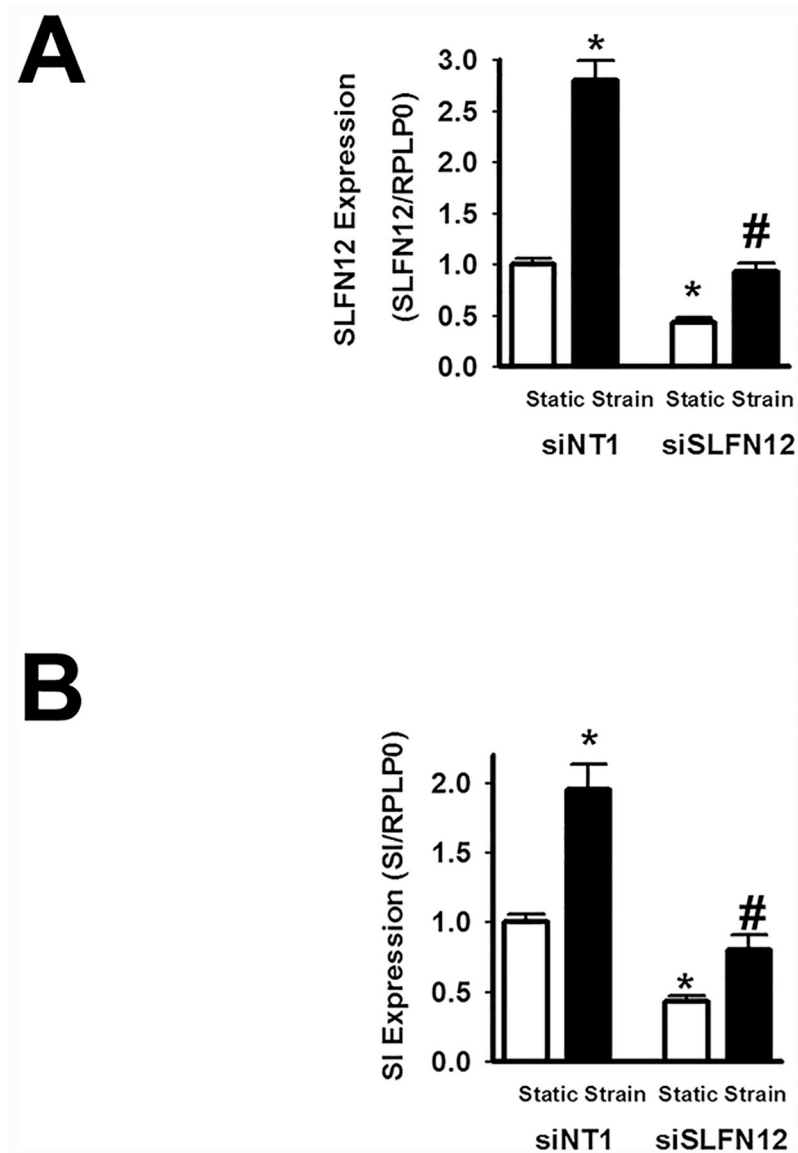 A
SLFN12 Expression
(SLFN12/RPLP0)
3.0
2.5
2.0
1.5
1.0
0.5
0.0
*
*
#
Static Strain Static Strain
siNT1 siSLFN12
B
SI Expression (SI/RPLP0)
2.0
1.5
1.0
0.5
0.0
*
*
#
Static Strain Static Strain
siNT1 siSLFN12